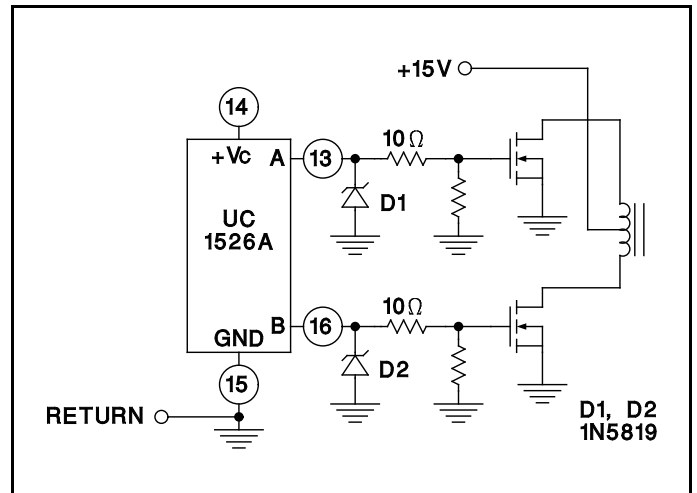 +15V
14
10Ω
+Vc A 13
D1
UC
1526A
10Ω
B 16
GND
D2
15
RETURN
D1, D2
1N5819